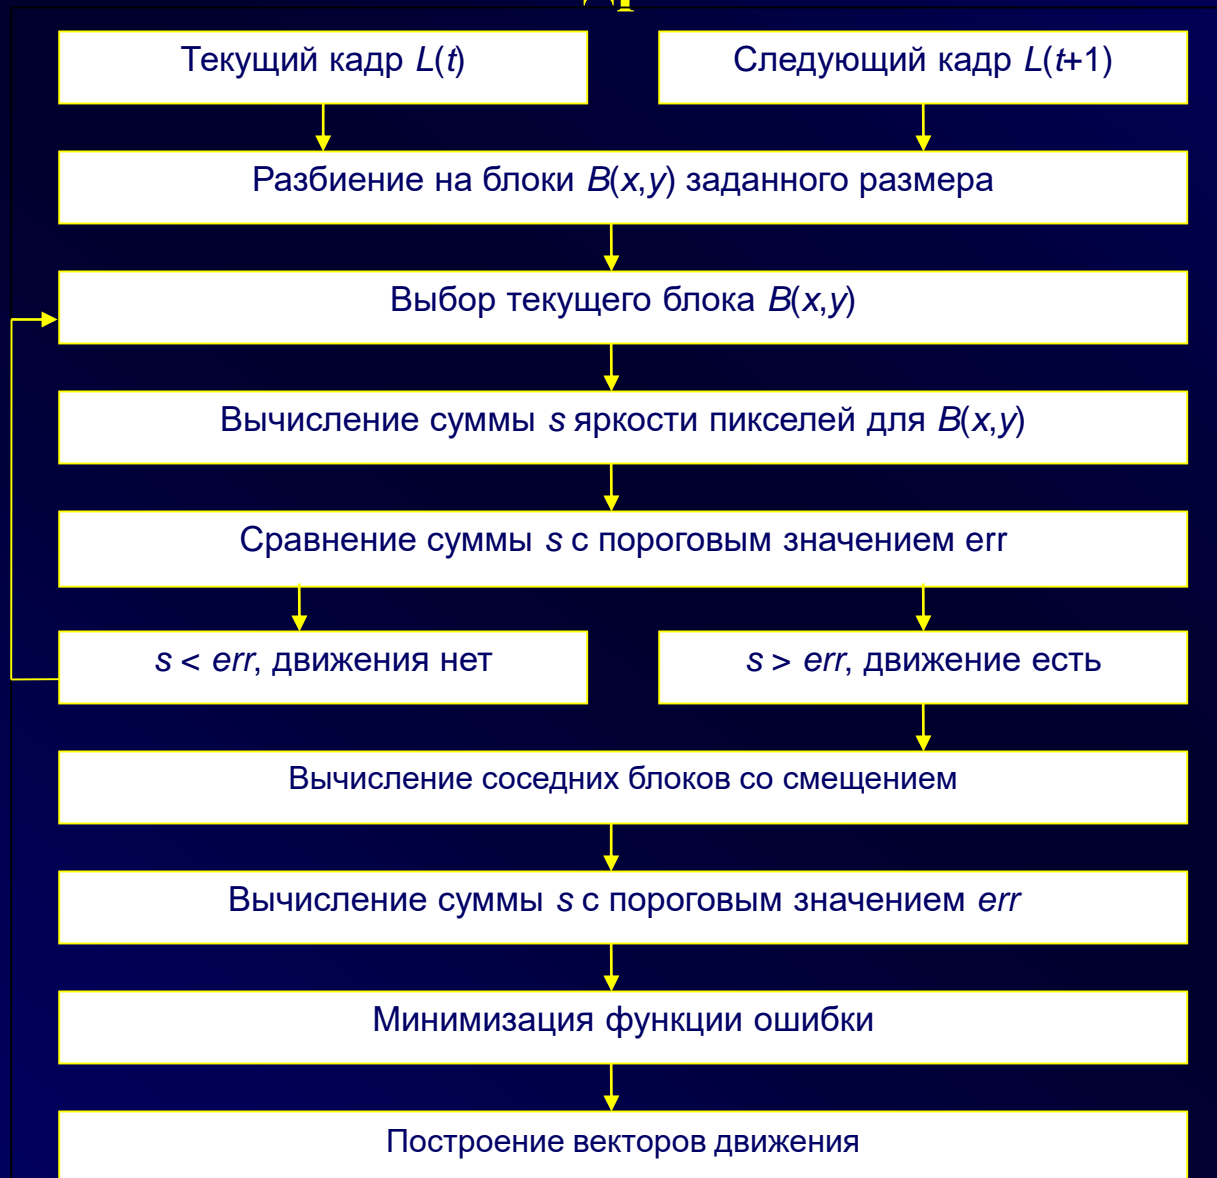 Текущий кадр L(t)
Следующий кадр L(t+1)
Разбиение на блоки B(x,y) заданного размера
Выбор текущего блока B(x,y)
Вычисление суммы s яркости пикселей для B(x,y)
Сравнение суммы s с пороговым значением err
s < err, движения нет
s > err, движение есть
Вычисление соседних блоков со смещением
Вычисление суммы s с пороговым значением err
Минимизация функции ошибки
Построение векторов движения